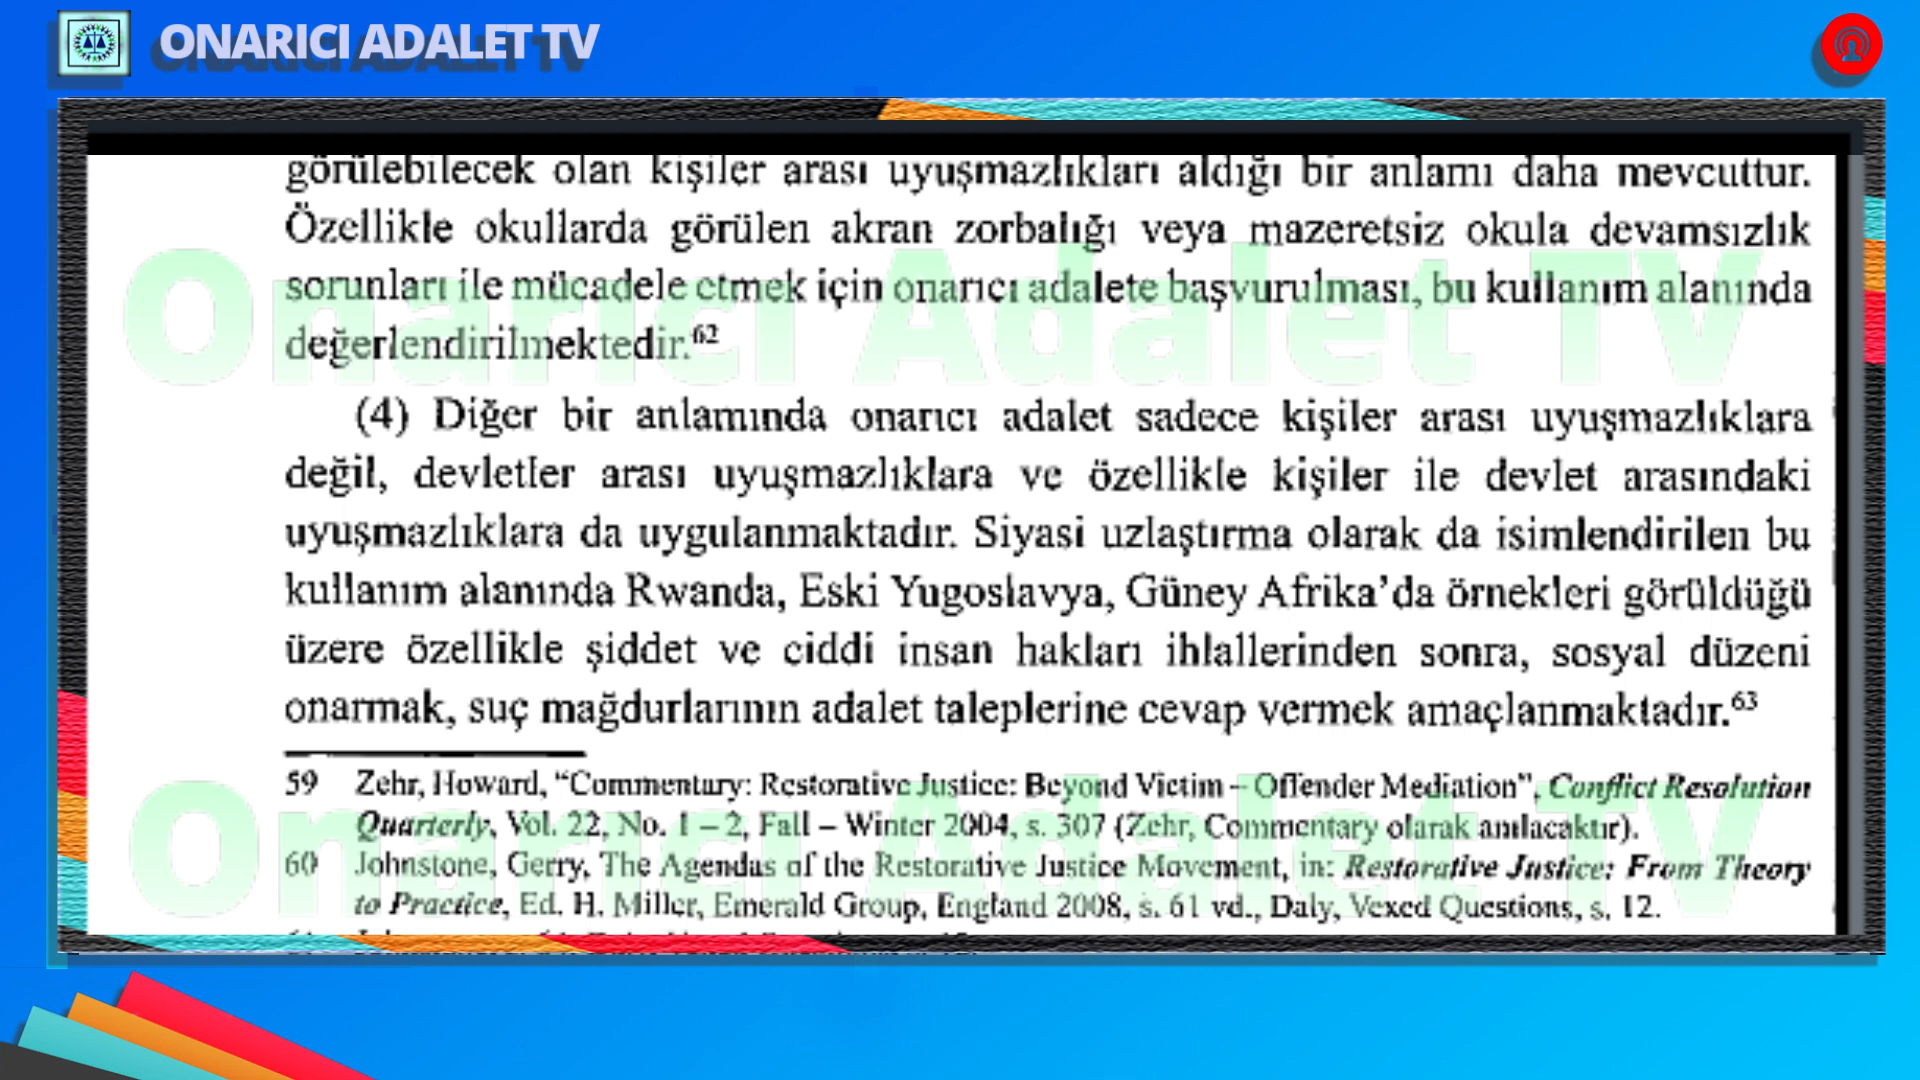 ONARICI ADALET TV
görülebilecek olan kişiler arası uyuşmazlıkları aldığı bir anlamı daha mevcuttur.
Özellikle okullarda görülen akran zorbalığı veya mazeretsiz okula devamsızlık
sorunları ile mücadele etmek için onarıcı adalete başvurulması, bu kullanım alanında
değerlendirilmektedir.62
(4) Diğer bir anlamında onarıcı adalet sadece kişiler arası uyuşmazlıklara
değil, devletler arası uyuşmazlıklara ve özellikle kişiler ile devlet arasındaki
uyuşmazlıklara da uygulanmaktadır. Siyasi uzlaştırma olarak da isimlendirilen bu
kullanım alanında Rwanda, Eski Yugoslavya, Güney Afrika’da örnekleri görüldüğü
üzere özellikle şiddet ve ciddi insan hakları ihlallerinden sonra, sosyal düzeni
onarmak, suç mağdurlarının adalet taleplerine cevap vermek amaçlanmaktadır.63
59 Zehr, Howard, “Commentary: Restorative Justice: Beyond Victim – Offender Mediation”, Conflict Resolution
Quarterly, Vol. 22, No. 1 – 2, Fall – Winter 2004, s. 307 (Zehr, Commentary olarak anılacaktır).
60 Johnstone, Gerry, The Agendas of the Restorative Justice Movement, in: Restorative Justice: From Theory
to Practice, Ed. H. Miller, Emerald Group, England 2008, s. 61 vd., Daly, Vexed Questions, s. 12.
Onarıcı Adalet TV
Onarıcı Adalet TV